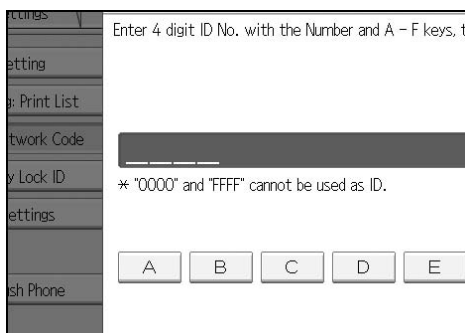 ettings
etting
g: Print List
twork Code
y Lock ID
ettings
sh Phone
Enter 4 digit ID No. with the Number and A - F keys, t
* "0000" and "FFFF" cannot be used as ID.
A B C D E